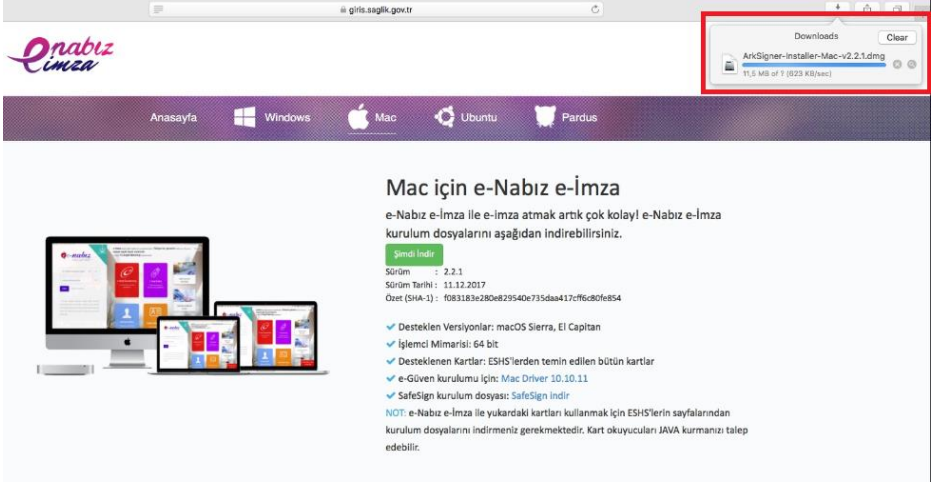 giris.saglik.gov.tr
Downloads
Clear
ArkSigner-Installer-Mac-v2.2.1.dmg
11,5 MB of ? (623 KB/sec)
enabız
imza
Anasayfa
Windows
Mac
Ubuntu
Pardus
Mac için e-Nabız e-İmza
e-Nabız e-İmza ile e-imza atmak artık çok kolay! e-Nabız e-İmza
kurulum dosyalarını aşağıdan indirebilirsiniz.
Şimdi İndir
Sürüm : 2.2.1
Sürüm Tarihi : 11.12.2017
Özet (SHA-1) : f083183e280e829540e735daa417cff6c80fe854
Desteklen Versiyonlar: macOS Sierra, El Capitan
İşlemci Mimarisi: 64 bit
Desteklenen Kartlar: ESHS'lerden temin edilen bütün kartlar
e-Güven kurulumu için: Mac Driver 10.10.11
SafeSign kurulum dosyası: SafeSign indir
NOT: e-Nabız e-İmza ile yukardaki kartları kullanmak için ESHS'lerin sayfalarından
kurulum dosyalarını indirmeniz gerekmektedir. Kart okuyucuları JAVA kurmanızı talep
edebilir.